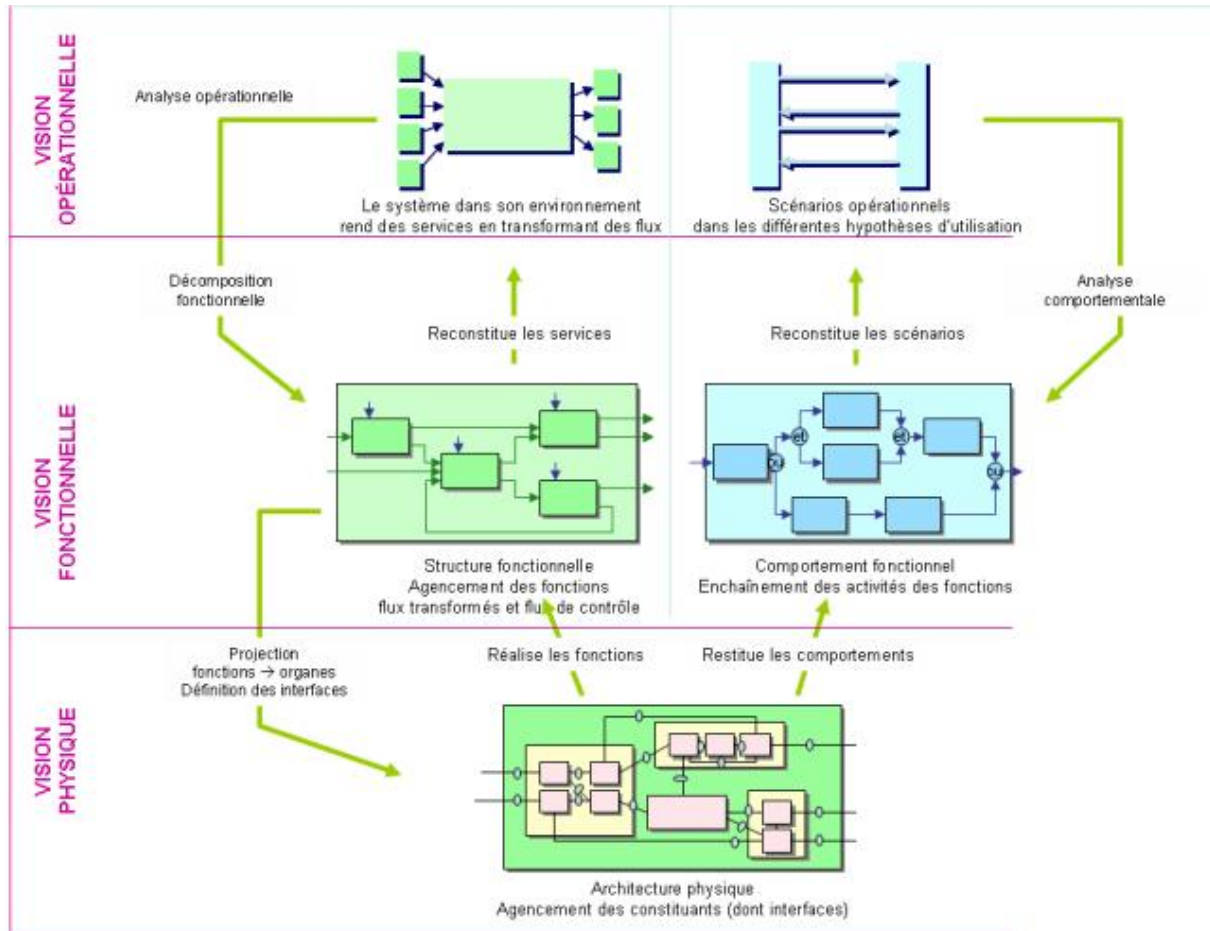 VISION
OPÉRATIONNELLE
Analyse opérationnelle
Le système dans son environnement
rend des services en transformant des flux
Scénarios opérationnels
dans les différentes hypothèses d'utilisation
VISION
FONCTIONNELLE
Décomposition
fonctionnelle
Reconstitue les services
Reconstitue les scénarios
Analyse
comportementale
et
et
ou
ou
Structure fonctionnelle
Agencement des fonctions
flux transformés et flux de contrôle
Comportement fonctionnel
Enchaînement des activités des fonctions
VISION
PHYSIQUE
Projection
fonctions → organes
Définition des interfaces
Réalise les fonctions
Restitue les comportements
Architecture physique
Agencement des constituants (dont interfaces)